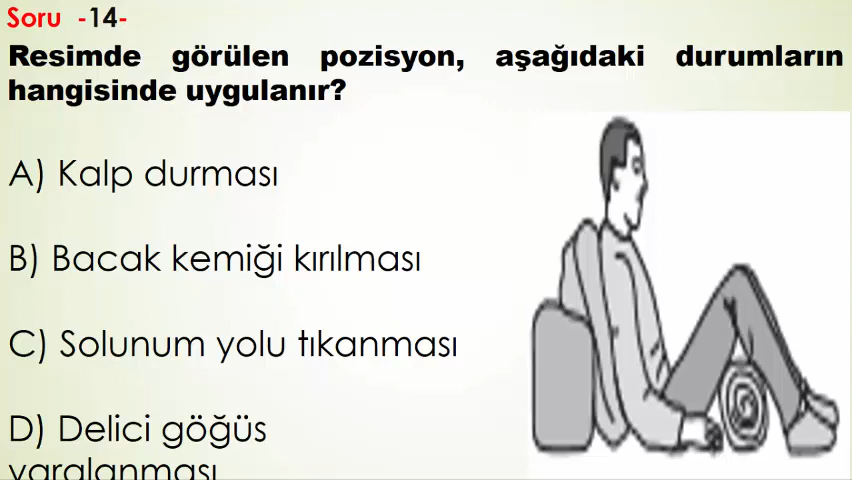 Soru -14-
Resimde görülen pozisyon, aşağıdaki durumların
hangisinde uygulanır?
A) Kalp durması
B) Bacak kemiği kırılması
C) Solunum yolu tıkanması
D) Delici göğüs
yaralanması